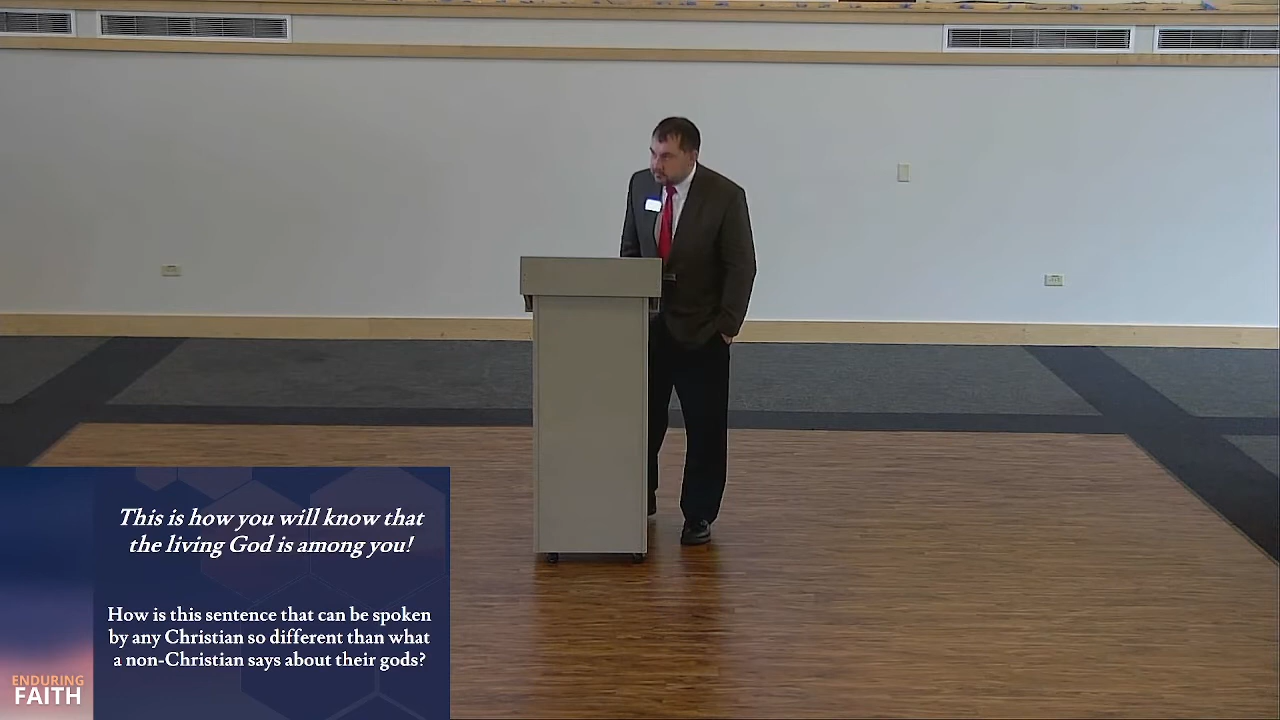 This is how you will know that
the living God is among you!
How is this sentence that can be spoken
by any Christian so different than what
a non-Christian says about their gods?
ENDURING
FAITH